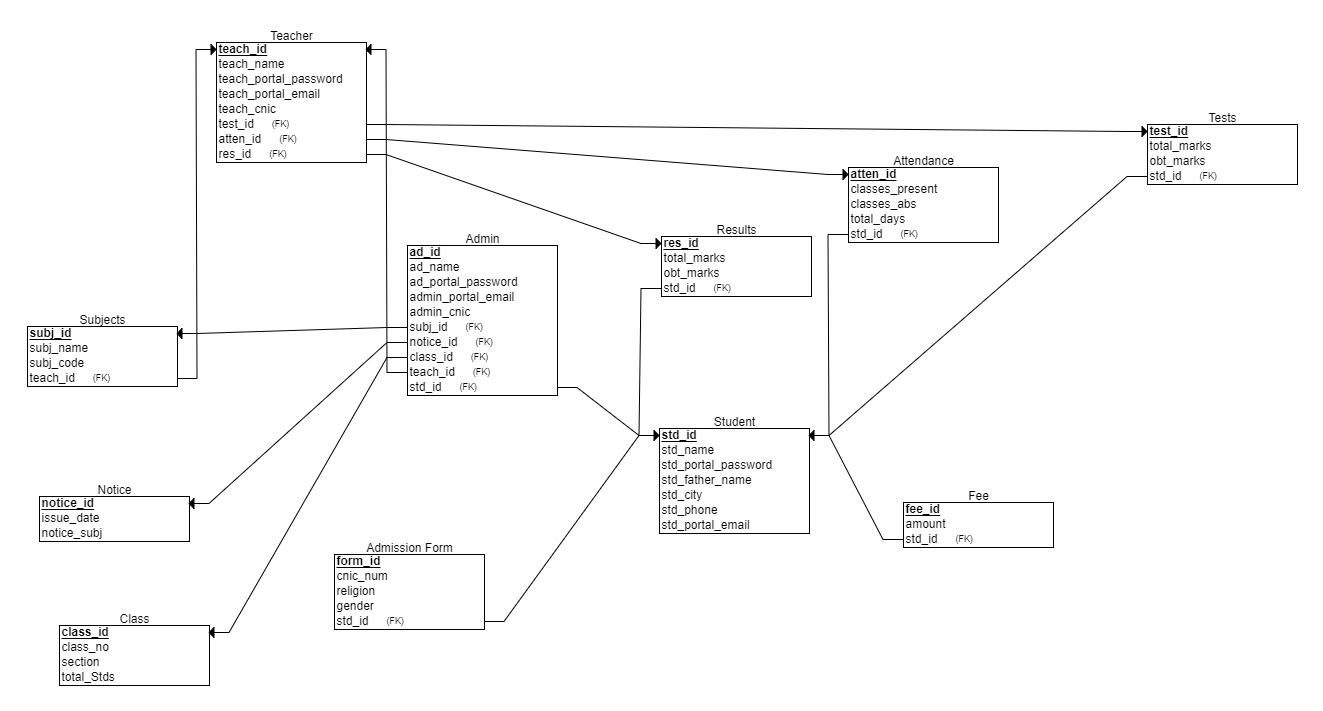 Teacher
teach_id
teach_name
teach_portal_password
teach_portal_email
teach_cnic
test_id (FK)
atten_id (FK)
res_id (FK)
Tests
test_id
total_marks
obt_marks
std_id (FK)
Attendance
atten_id
classes_present
classes_abs
total_days
std_id (FK)
Results
res_id
total_marks
obt_marks
std_id (FK)
Admin
ad_id
ad_name
ad_portal_password
admin_portal_email
admin_cnic
subj_id (FK)
notice_id (FK)
class_id (FK)
teach_id (FK)
std_id (FK)
Subjects
subj_id
subj_name
subj_code
teach_id (FK)
Student
std_id
std_name
std_portal_password
std_father_name
std_city
std_phone
std_portal_email
Notice
notice_id
issue_date
notice_subj
Fee
fee_id
amount
std_id (FK)
Admission Form
form_id
cnic_num
religion
gender
std_id (FK)
Class
class_id
class_no
section
total_Stds